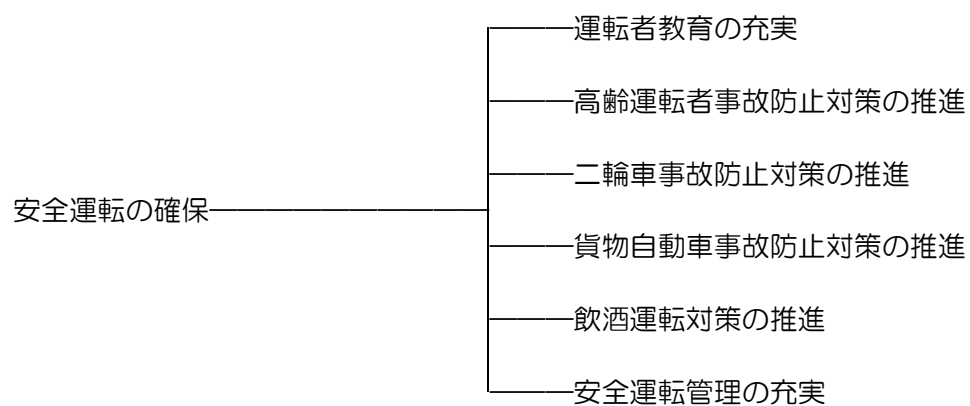 運転者教育の充実
高齢運転者事故防止対策の推進
二輪車事故防止対策の推進
安全運転の確保
貨物自動車事故防止対策の推進
飲酒運転対策の推進
安全運転管理の充実